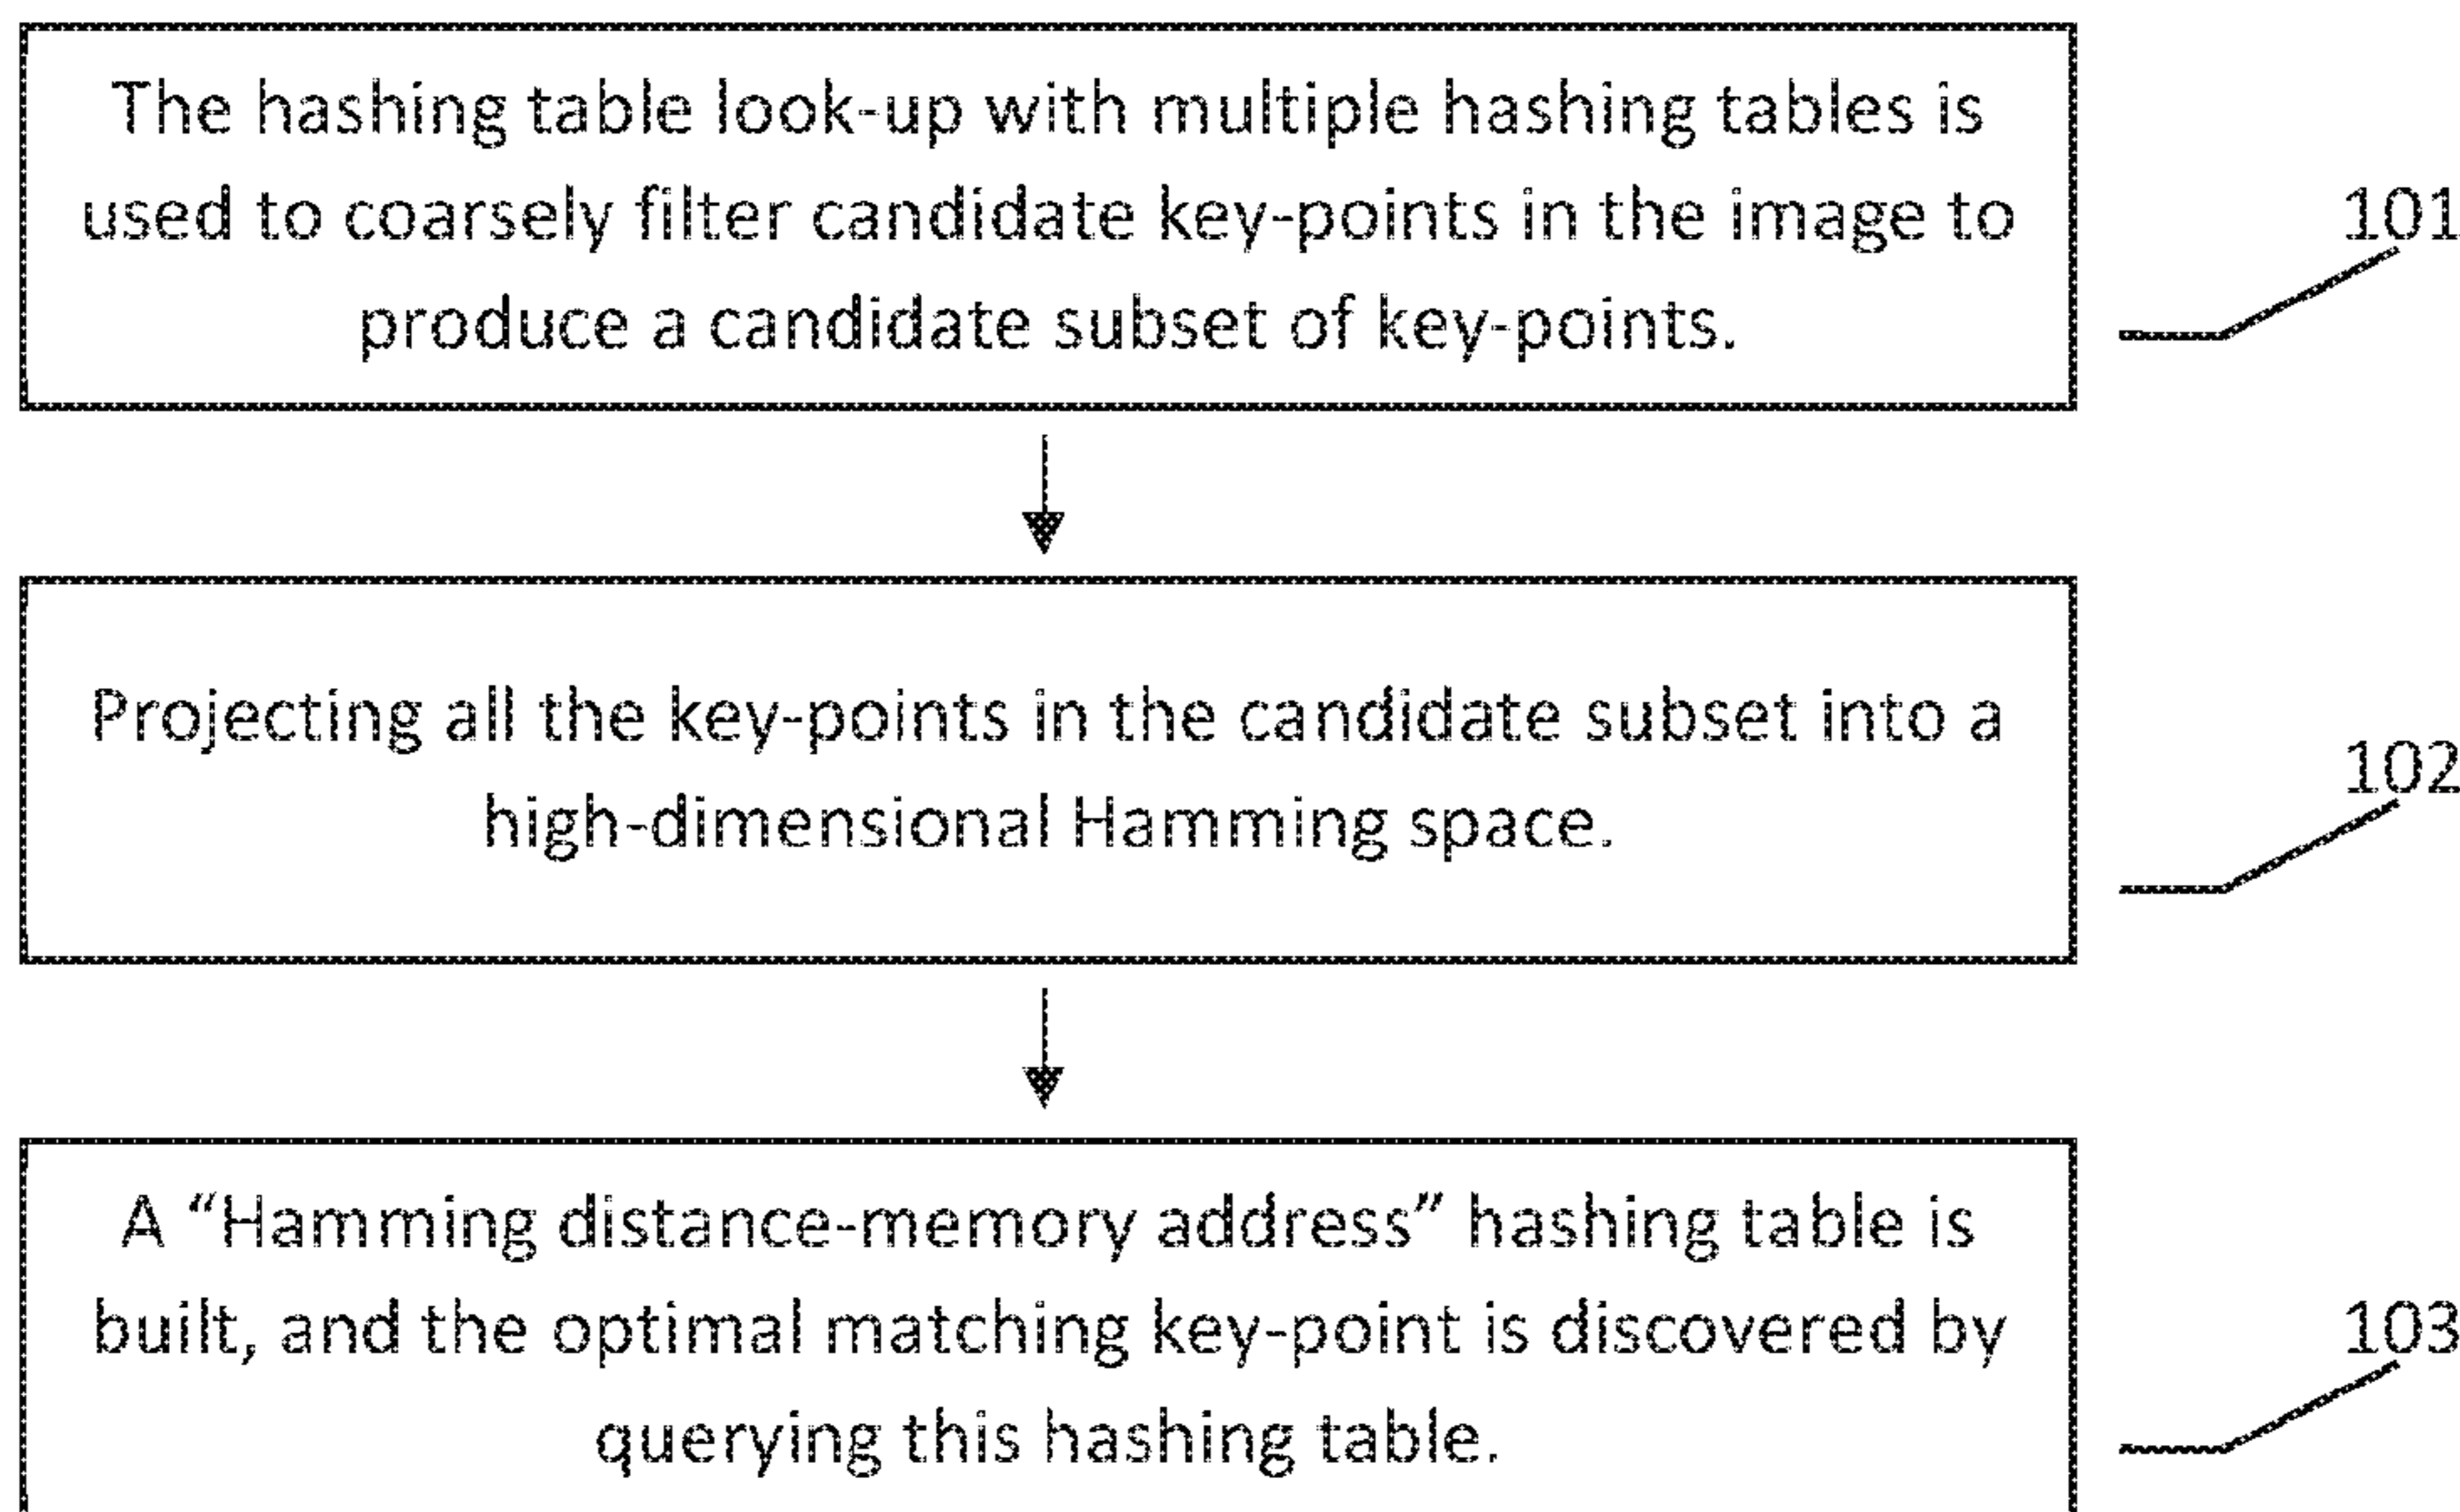 The hashing table look-up with multiple hashing tables is
used to coarsely filter candidate key-points in the image to
produce a candidate subset of key-points.
101
Projecting all the key-points in the candidate subset into a
high-dimensional Hamming space.
102
A “Hamming distance-memory address” hashing table is
built, and the optimal matching key-point is discovered by
querying this hashing table.
103